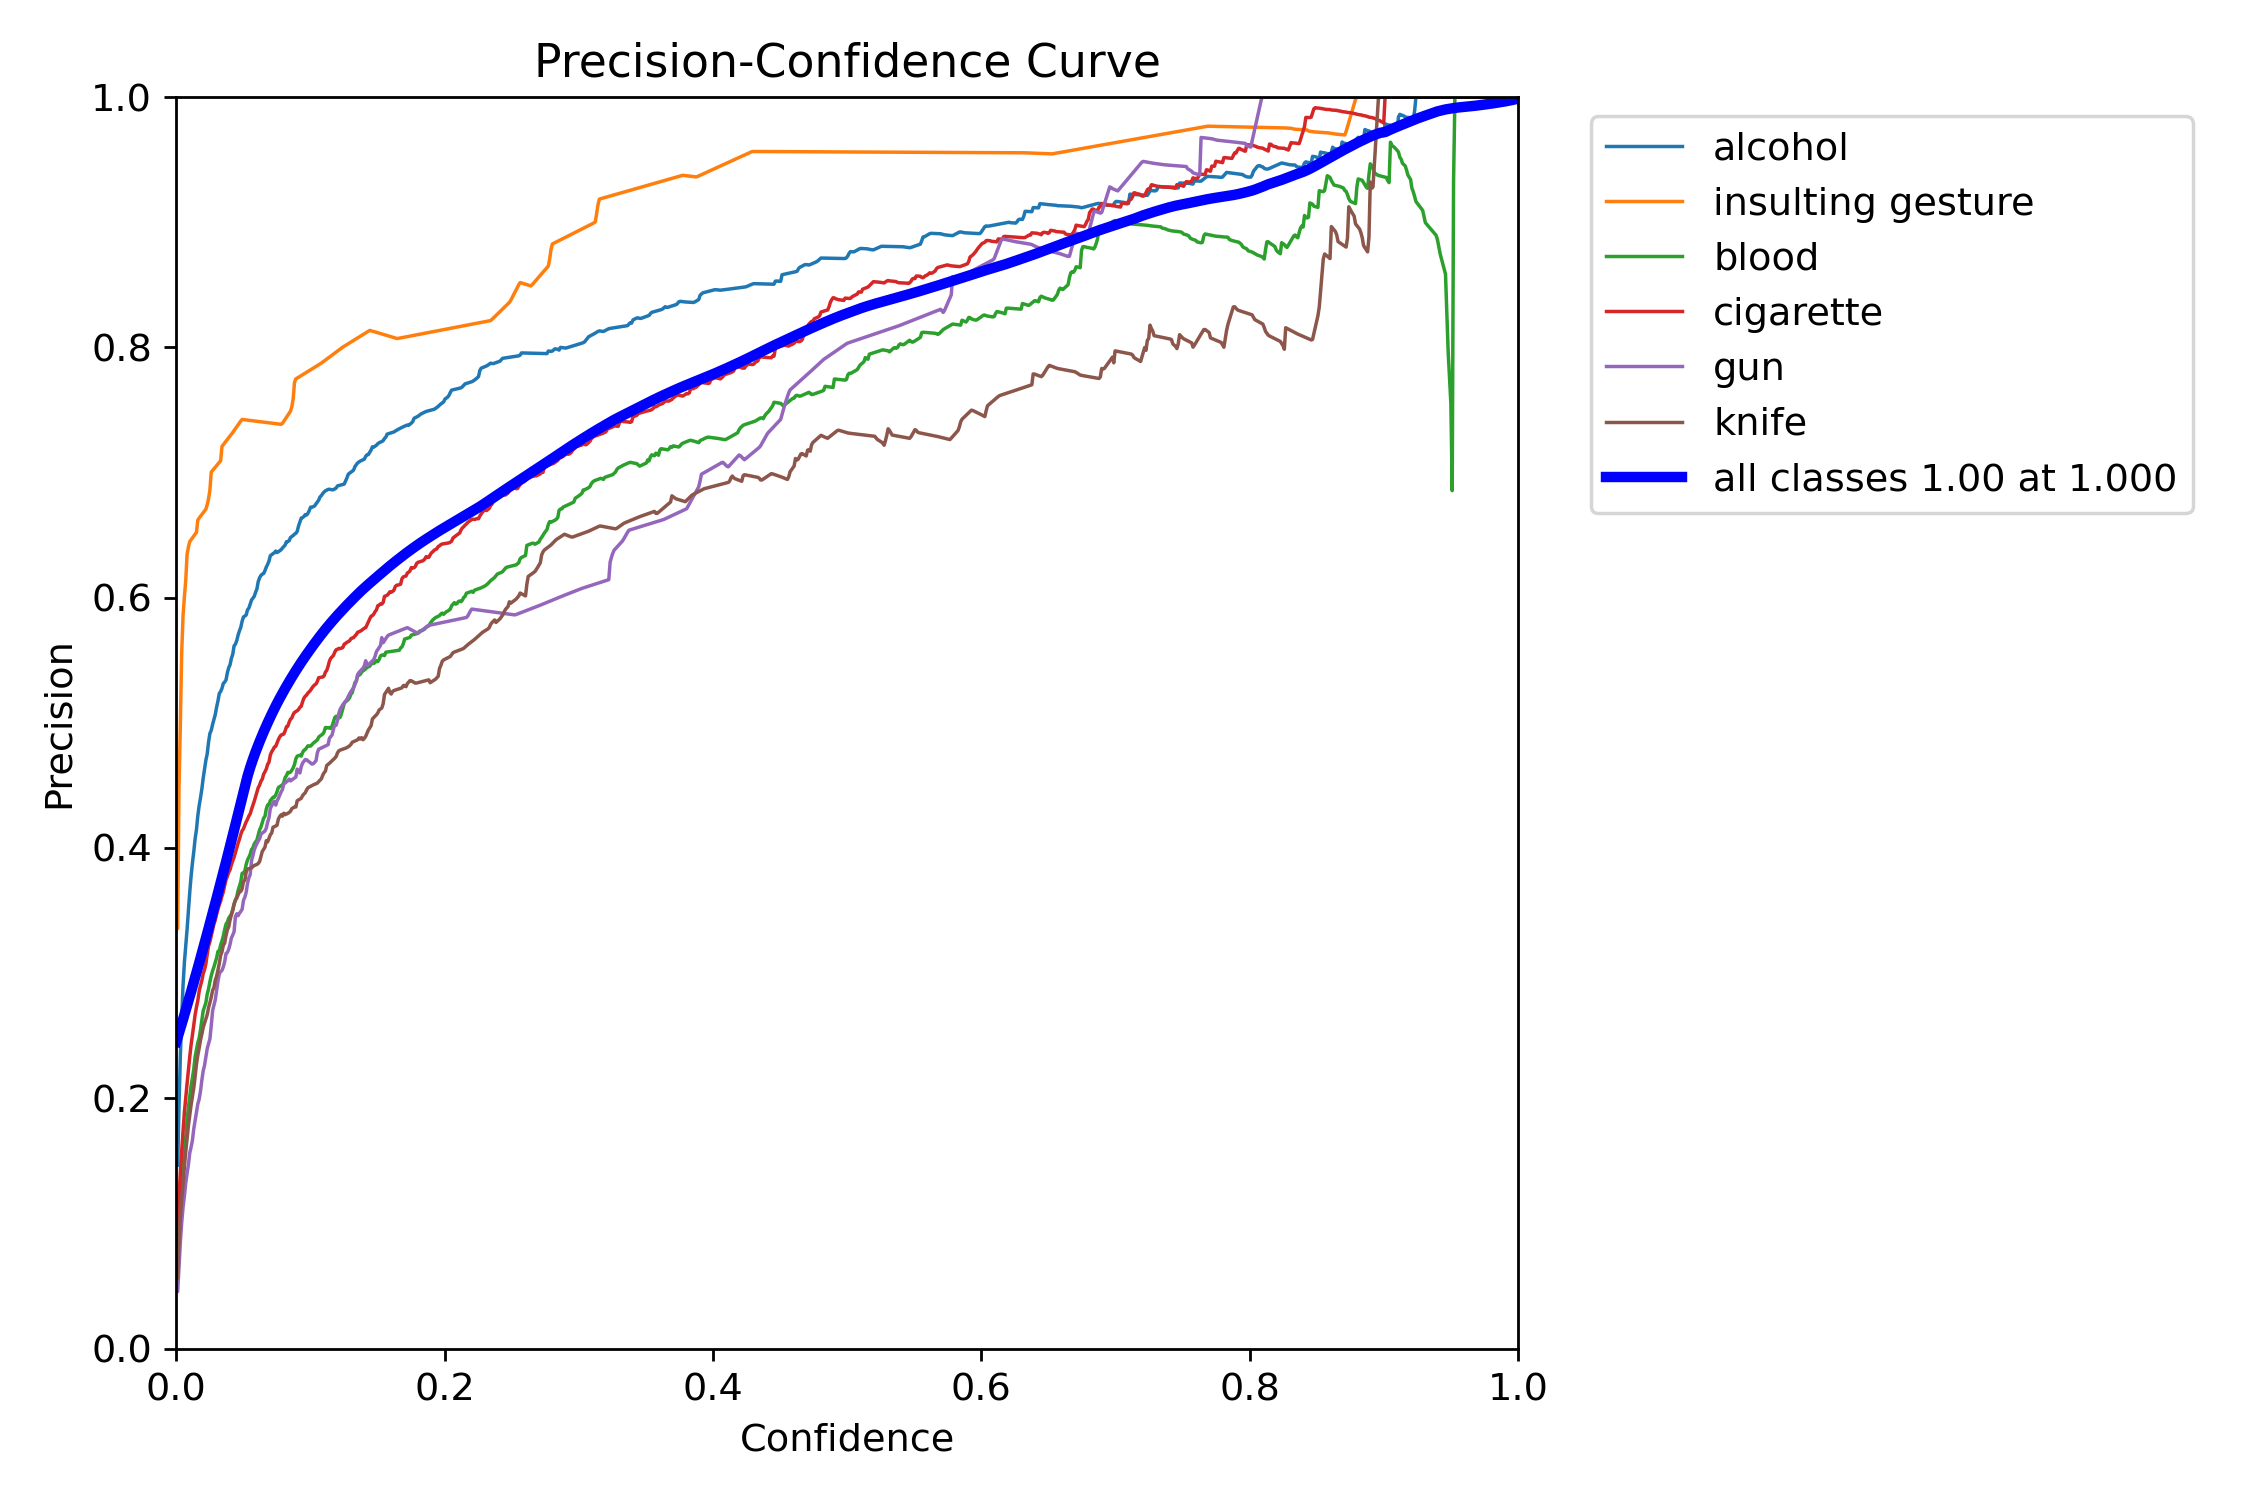 Precision-Confidence Curve
1.0
0.8
0.6
0.4
0.2
0.0
Precision
0.0 0.2 0.4 0.6 0.8 1.0
Confidence
alcohol
insulting gesture
blood
cigarette
gun
knife
all classes 1.00 at 1.000